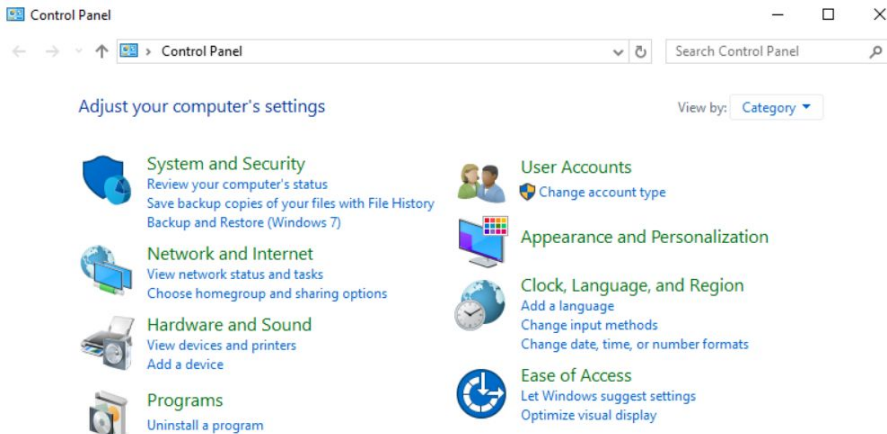 Control Panel
Control Panel
Search Control Panel
Adjust your computer's settings
View by: Category
System and Security
Review your computer's status
Save backup copies of your files with File History
Backup and Restore (Windows 7)
Network and Internet
View network status and tasks
Choose homegroup and sharing options
Hardware and Sound
View devices and printers
Add a device
Programs
Uninstall a program
User Accounts
Change account type
Appearance and Personalization
Clock, Language, and Region
Add a language
Change input methods
Change date, time, or number formats
Ease of Access
Let Windows suggest settings
Optimize visual display